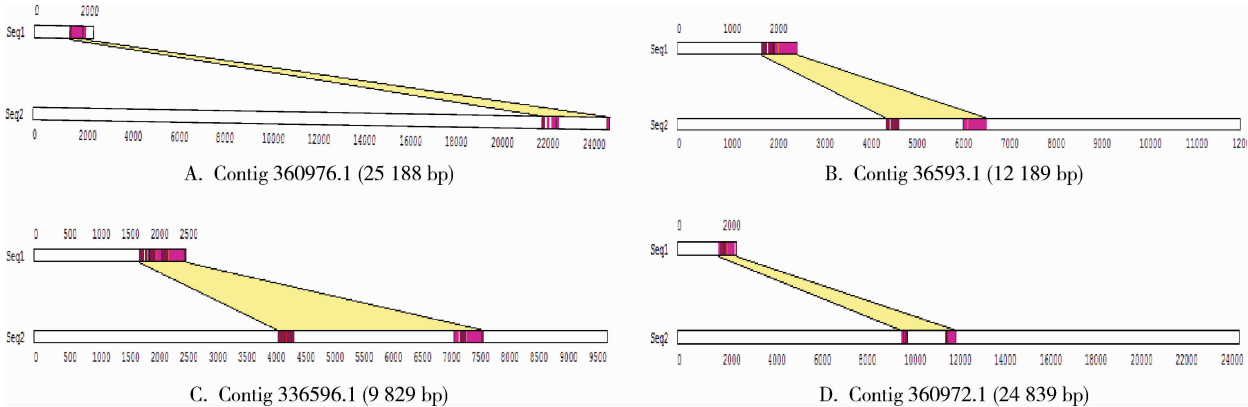 0 2000
Seq1
Seq2
0 2000 4000 6000 8000 10000 12000 14000 16000 18000 20000 22000 24000
A. Contig 360976.1 (25 188 bp)
0 1000 2000
Seq1
Seq2
0 1000 2000 3000 4000 5000 6000 7000 8000 9000 10000 11000 1200
B. Contig 36593.1 (12 189 bp)
0 500 1000 1500 2000 2500
Seq1
Seq2
0 500 1000 1500 2000 2500 3000 3500 4000 4500 5000 5500 6000 6500 7000 7500 8000 8500 9000 9500
C. Contig 336596.1 (9 829 bp)
0 2000
Seq1
Seq2
0 2000 4000 6000 8000 10000 12000 14000 16000 18000 20000 22000 24000
D. Contig 360972.1 (24 839 bp)